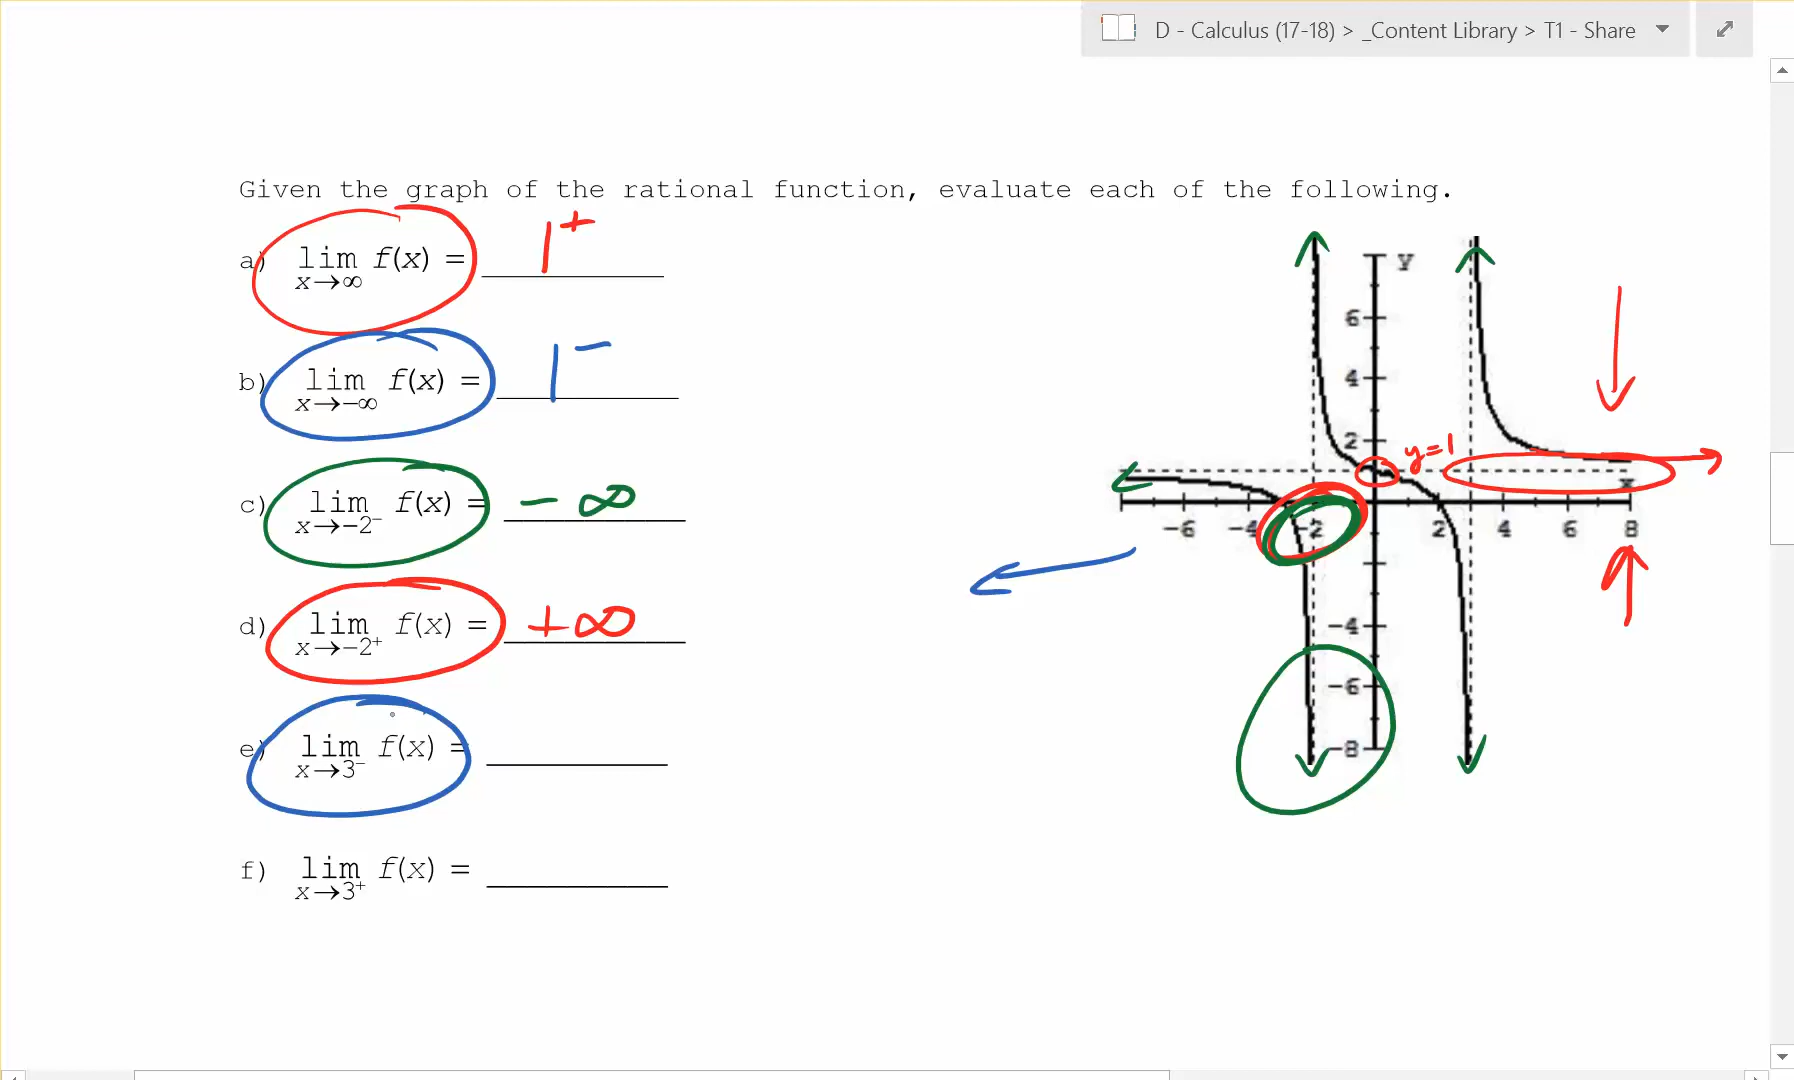 D - Calculus (17-18) > _Content Library > T1 - Share
Given the graph of the rational function, evaluate each of the following.
a) lim f(x) = 1⁺
x→∞
b) lim f(x) = 1⁻
x→-∞
c) lim f(x) = -∞
x→-2⁻
d) lim f(x) = +∞
x→-2⁺
e) lim f(x) =
x→3⁻
f) lim f(x) =
x→3⁺
y
6
4
2
y=1
x
-6 -4 -2 2 4 6 8
-4
-6
-8